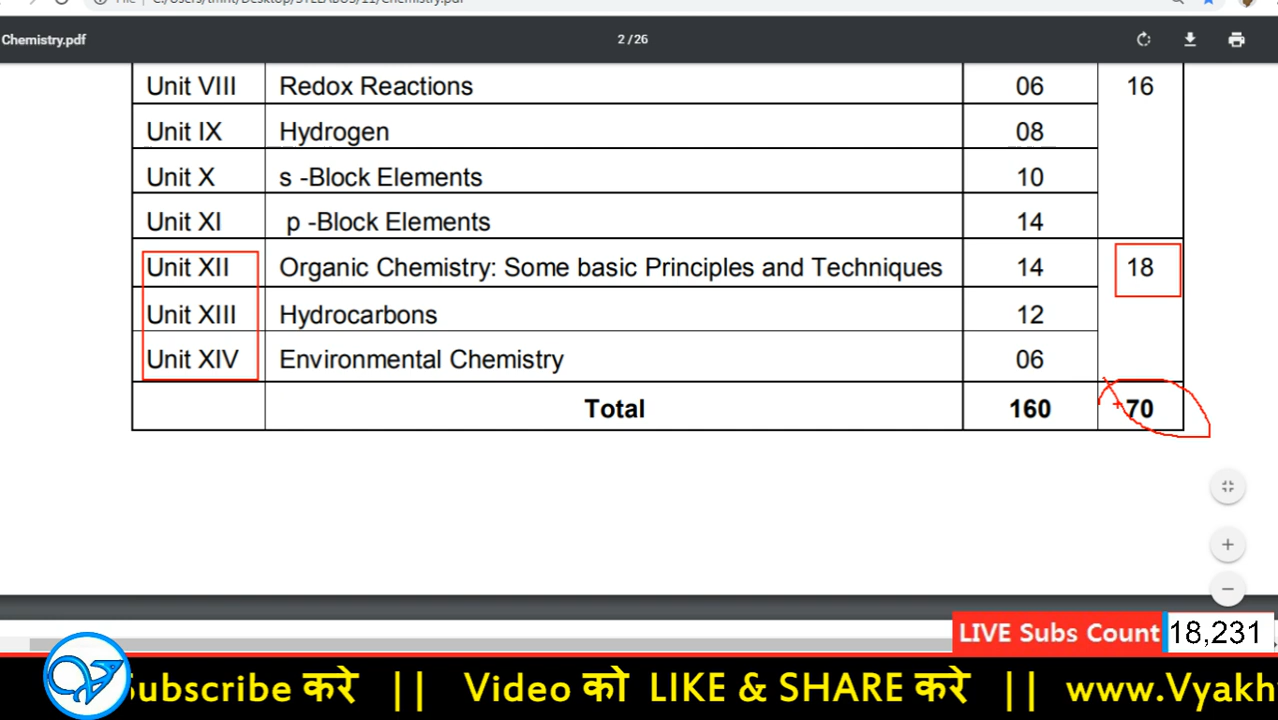 Chemistry.pdf 2 / 26
Unit VIII Redox Reactions 06 16
Unit IX Hydrogen 08
Unit X s -Block Elements 10
Unit XI p -Block Elements 14
Unit XII Organic Chemistry: Some basic Principles and Techniques 14 18
Unit XIII Hydrocarbons 12
Unit XIV Environmental Chemistry 06
Total 160 70
LIVE Subs Count 18,231
Subscribe करे || Video को LIKE & SHARE करे || www.Vyakh